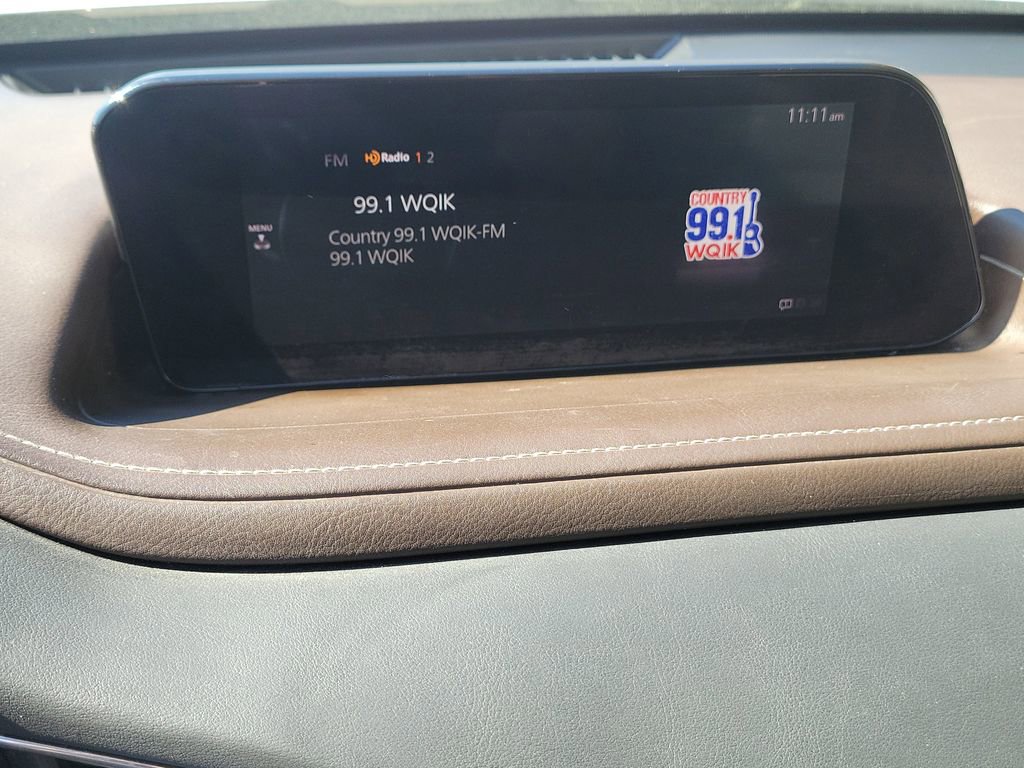 11:11am
FM HD Radio 1 2
99.1 WQIK
MENU
Country 99.1 WQIK-FM
99.1 WQIK
COUNTRY
99.1
WQIK